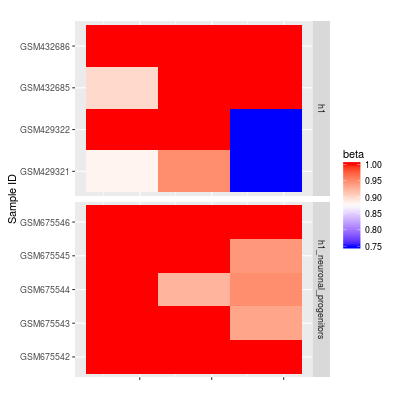 Sample ID
GSM432686
GSM432685
GSM429322
GSM429321
h1
GSM675546
GSM675545
GSM675544
GSM675543
GSM675542
h1_neuronal_progenitors
beta
1.00
0.95
0.90
0.85
0.80
0.75